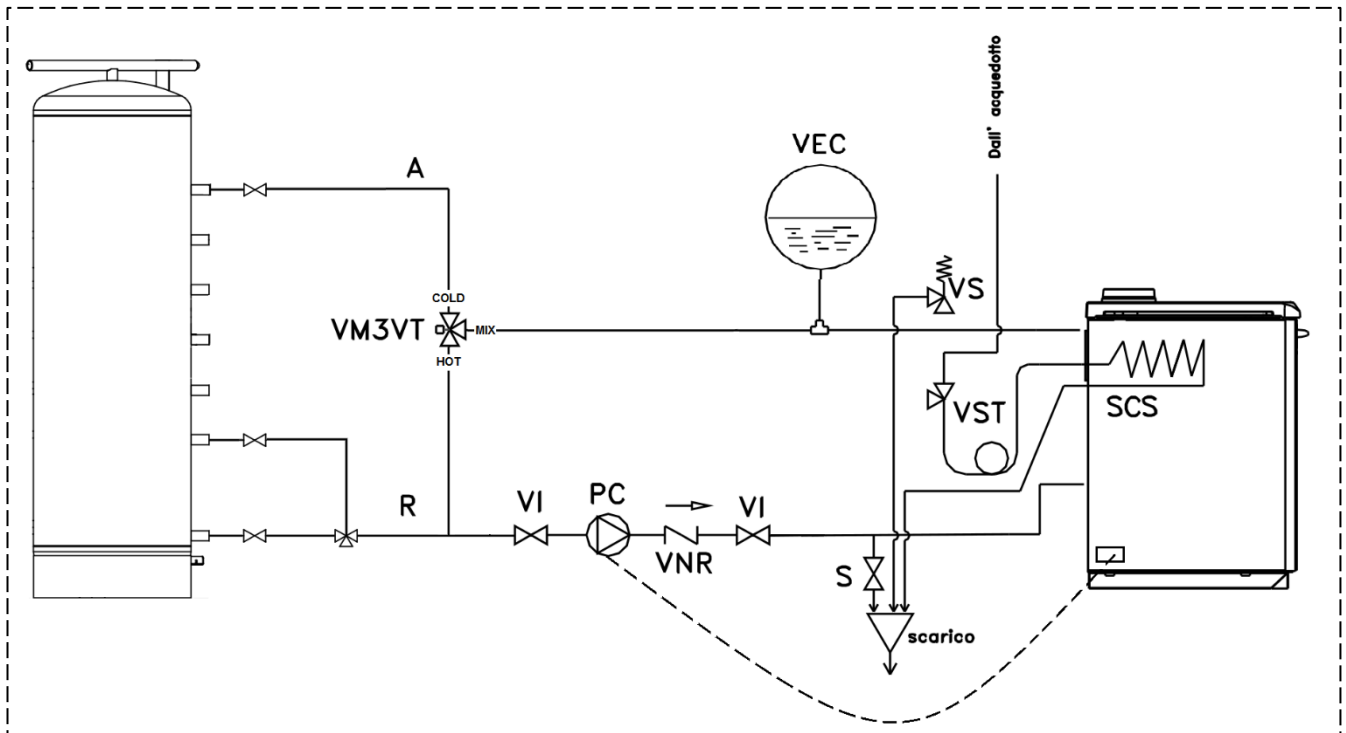 Dall' acquedotto
VEC
A
COLD
VS
VM3VT
MIX
HOT
VST
SCS
R
VI
PC
VI
VNR
S
scarico